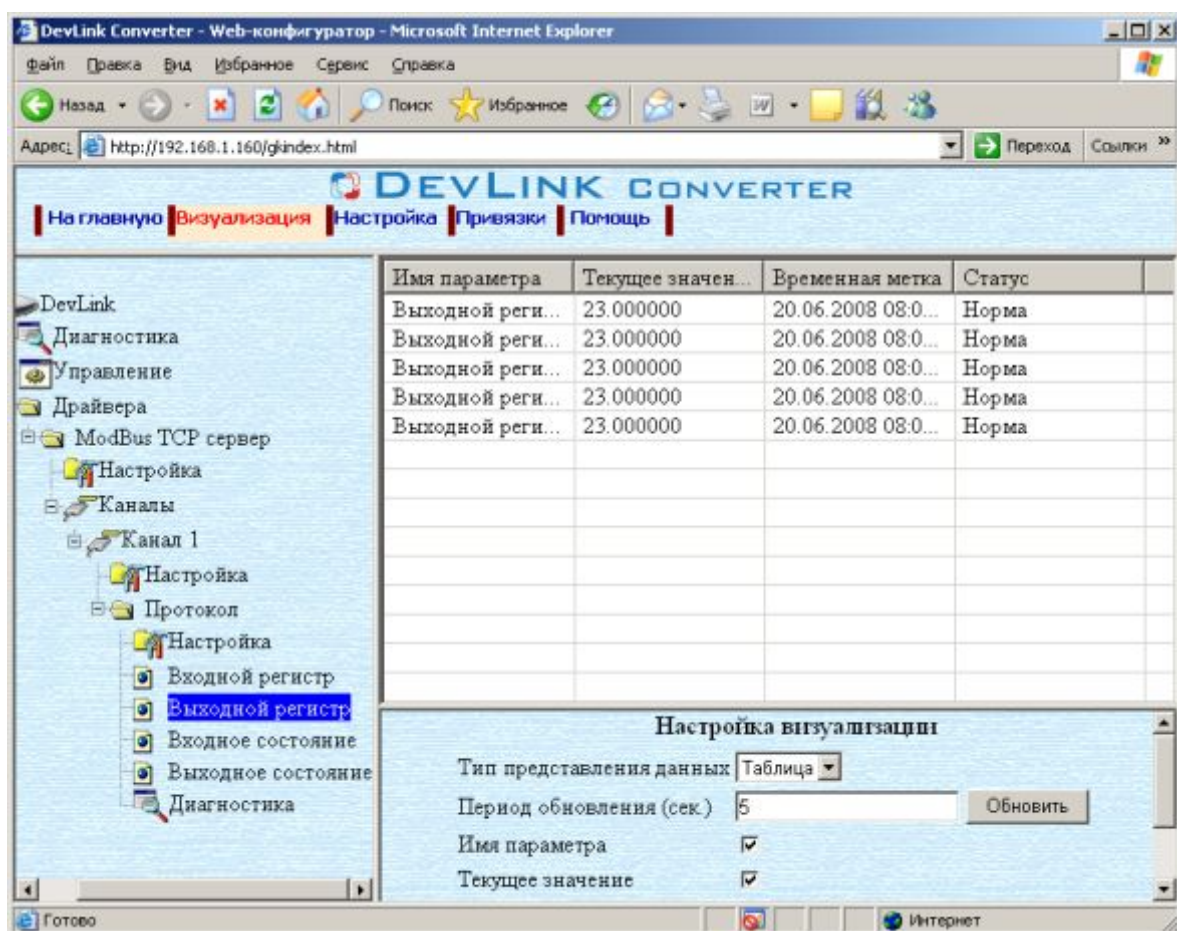 DevLink Converter - Web-конфигуратор - Microsoft Internet Explorer
Файл Правка Вид Избранное Сервис Справка
Назад Поиск Избранное
Адрес: http://192.168.1.160/gkindex.html Переход Ссылки »
DEVLINK CONVERTER
На главную Визуализация Настройка Привязки Помощь
Имя параметра Текущее значен... Временная метка Статус
Выходной реги... 23.000000 20.06.2008 08:0... Норма
Выходной реги... 23.000000 20.06.2008 08:0... Норма
Выходной реги... 23.000000 20.06.2008 08:0... Норма
Выходной реги... 23.000000 20.06.2008 08:0... Норма
Выходной реги... 23.000000 20.06.2008 08:0... Норма
DevLink
Диагностика
Управление
Драйвера
ModBus TCP сервер
Настройка
Каналы
Канал 1
Настройка
Протокол
Настройка
Входной регистр
Выходной регистр
Входное состояние
Выходное состояние
Диагностика
Настройка визуализации
Тип представления данных Таблица
Период обновления (сек.) 5 Обновить
Имя параметра
Текущее значение
Готово Интернет